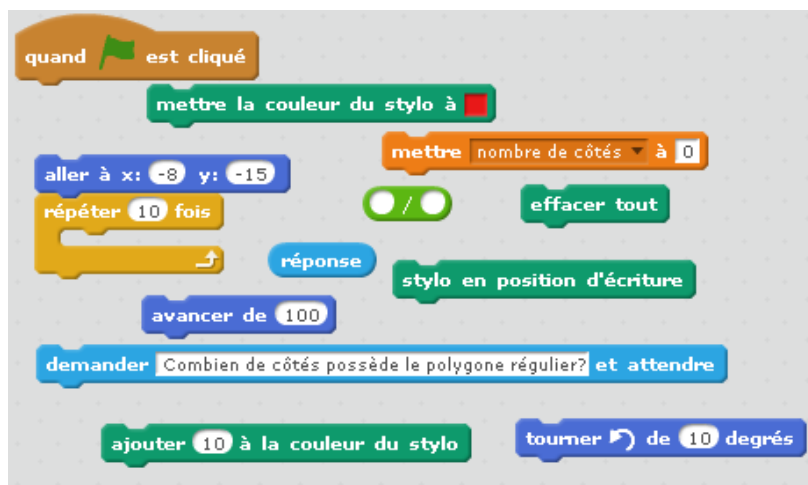 quand est cliqué
mettre la couleur du stylo à
mettre nombre de côtés à 0
aller à x: -8 y: -15
répéter 10 fois
/
effacer tout
réponse
stylo en position d'écriture
avancer de 100
demander Combien de côtés possède le polygone régulier? et attendre
ajouter 10 à la couleur du stylo
tourner de 10 degrés